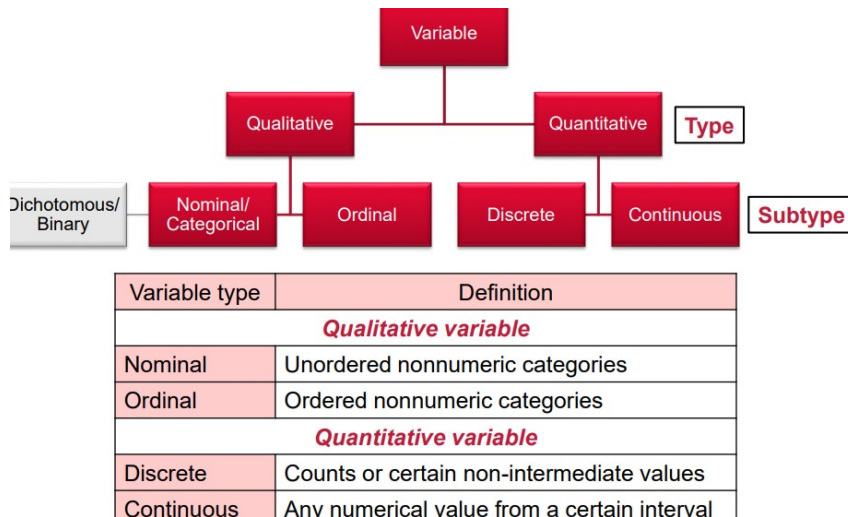 Variable
Qualitative
Quantitative
Type
Dichotomous/
Binary
Nominal/
Categorical
Ordinal
Discrete
Continuous
Subtype
Variable type Definition
Qualitative variable
Nominal Unordered nonnumeric categories
Ordinal Ordered nonnumeric categories
Quantitative variable
Discrete Counts or certain non-intermediate values
Continuous Any numerical value from a certain interval